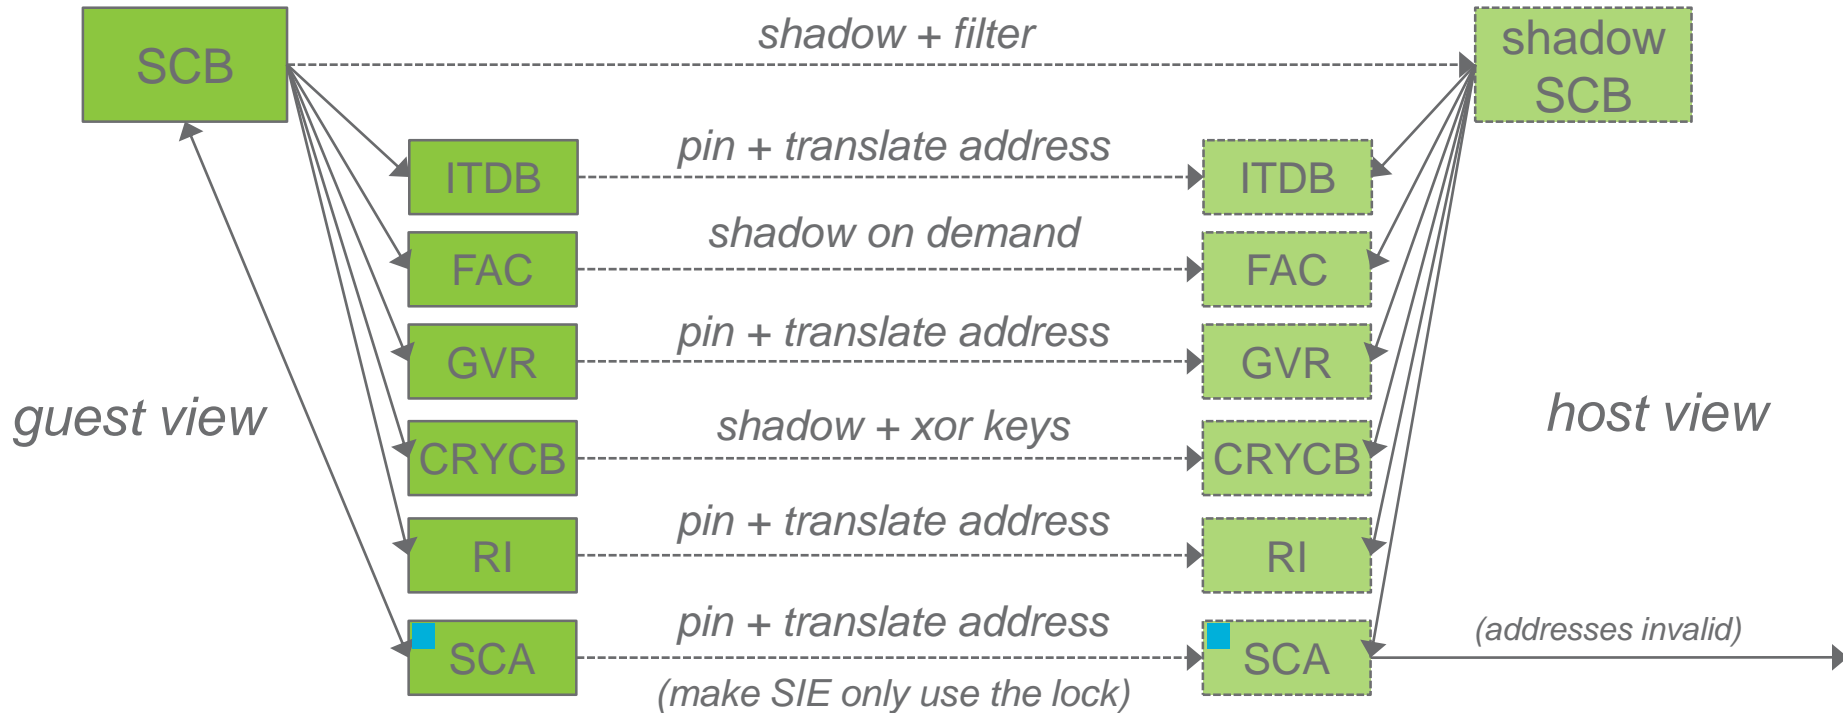 SCB
shadow + filter
shadow
SCB
ITDB
pin + translate address
ITDB
FAC
shadow on demand
FAC
GVR
pin + translate address
GVR
guest view
host view
CRYCB
shadow + xor keys
CRYCB
RI
pin + translate address
RI
SCA
pin + translate address
SCA
(addresses invalid)
(make SIE only use the lock)